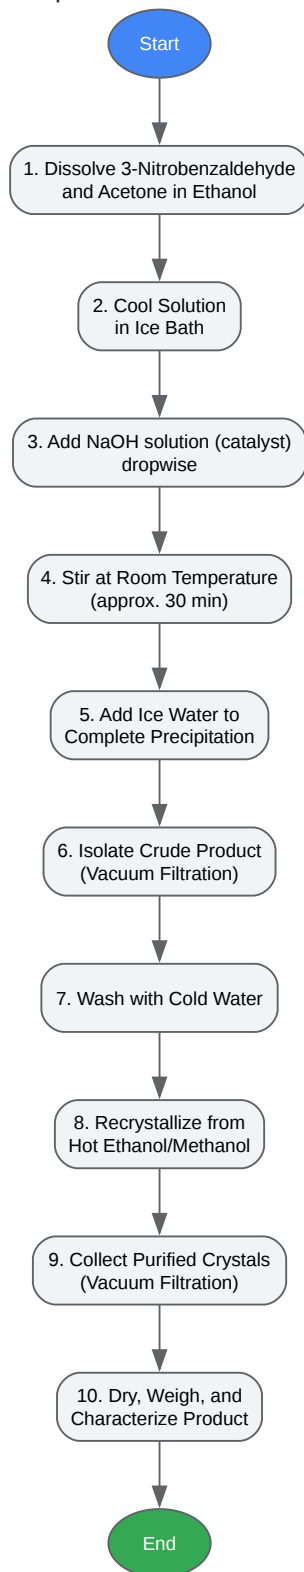 Start
1. Dissolve 3-Nitrobenzaldehyde
and Acetone in Ethanol
2. Cool Solution
in Ice Bath
3. Add NaOH solution (catalyst)
dropwise
4. Stir at Room Temperature
(approx. 30 min)
5. Add Ice Water to
Complete Precipitation
6. Isolate Crude Product
(Vacuum Filtration)
7. Wash with Cold Water
8. Recrystallize from
Hot Ethanol/Methanol
9. Collect Purified Crystals
(Vacuum Filtration)
10. Dry, Weigh, and
Characterize Product
End